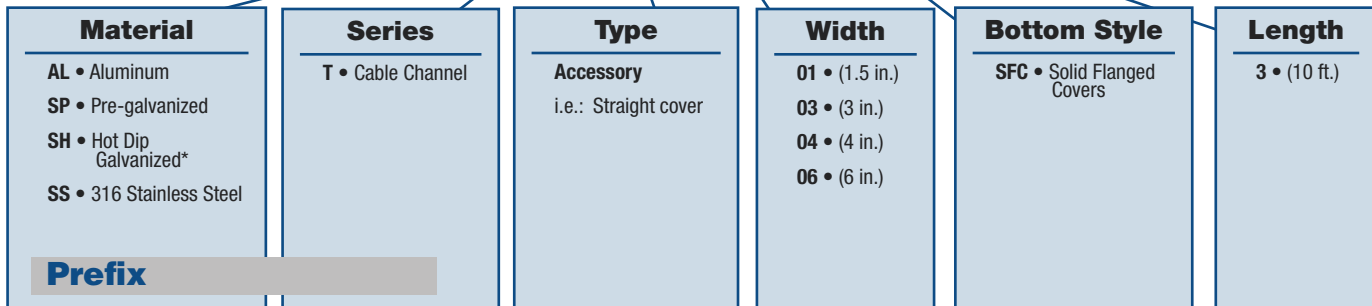 Material
AL • Aluminum
SP • Pre-galvanized
SH • Hot Dip
Galvanized*
SS • 316 Stainless Steel
Prefix
Series
T • Cable Channel
Type
Accessory
i.e.: Straight cover
Width
01 • (1.5 in.)
03 • (3 in.)
04 • (4 in.)
06 • (6 in.)
Bottom Style
SFC • Solid Flanged
Covers
Length
3 • (10 ft.)